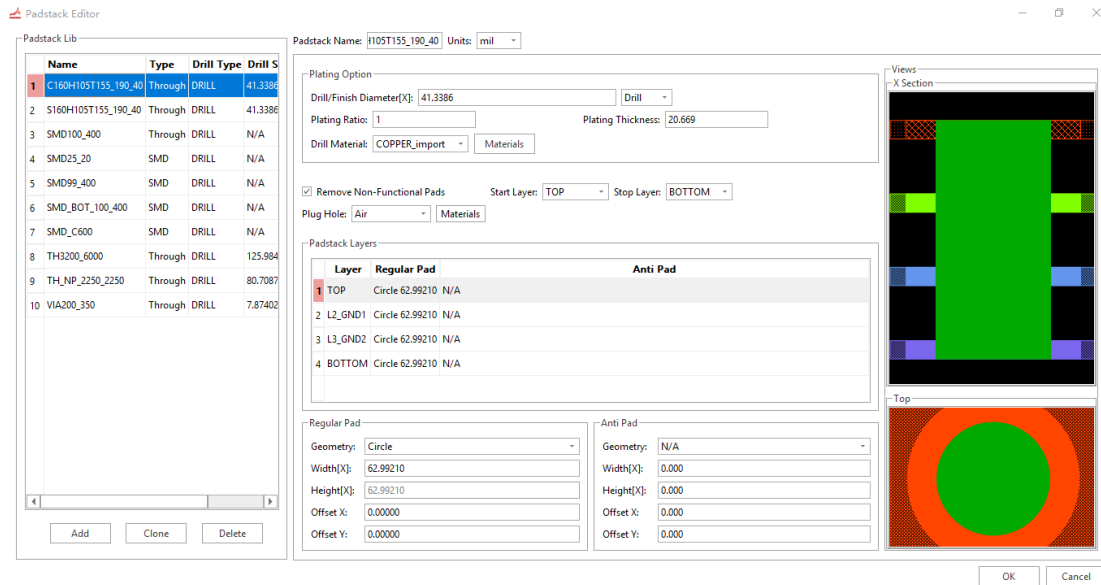 Padstack Editor
Padstack Lib
Name Type Drill Type Drill S
1 C160H105T155_190_40 Through DRILL 41.3386
2 S160H105T155_190_40 Through DRILL 41.3386
3 SMD100_400 Through DRILL N/A
4 SMD25_20 SMD DRILL N/A
5 SMD99_400 SMD DRILL N/A
6 SMD_BOT_100_400 SMD DRILL N/A
7 SMD_C600 SMD DRILL N/A
8 TH3200_6000 Through DRILL 125.984
9 TH_NP_2250_2250 Through DRILL 80.7087
10 VIA200_350 Through DRILL 7.87402
Add Clone Delete
Padstack Name: H105T155_190_40 Units: mil
Plating Option
Drill/Finish Diameter[X]: 41.3386 Drill
Plating Ratio: 1 Plating Thickness: 20.669
Drill Material: COPPER_import Materials
Remove Non-Functional Pads Start Layer: TOP Stop Layer: BOTTOM
Plug Hole: Air Materials
Padstack Layers
Layer Regular Pad Anti Pad
1 TOP Circle 62.99210 N/A
2 L2_GND1 Circle 62.99210 N/A
3 L3_GND2 Circle 62.99210 N/A
4 BOTTOM Circle 62.99210 N/A
Regular Pad
Geometry: Circle
Width[X]: 62.99210
Height[X]: 62.99210
Offset X: 0.00000
Offset Y: 0.00000
Anti Pad
Geometry: N/A
Width[X]: 0.000
Height[X]: 0.000
Offset X: 0.000
Offset Y: 0.000
Views
X Section
Top
OK Cancel